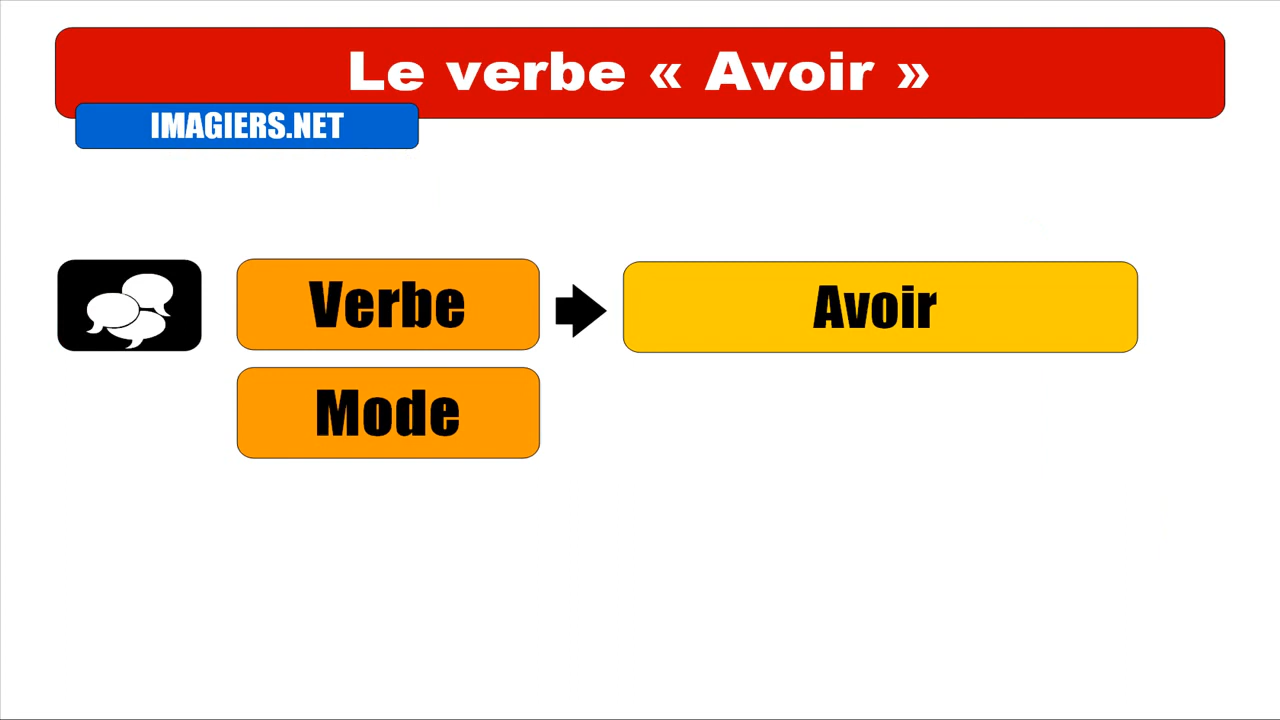 Le verbe « Avoir »
IMAGIERS.NET
Verbe
Avoir
Mode